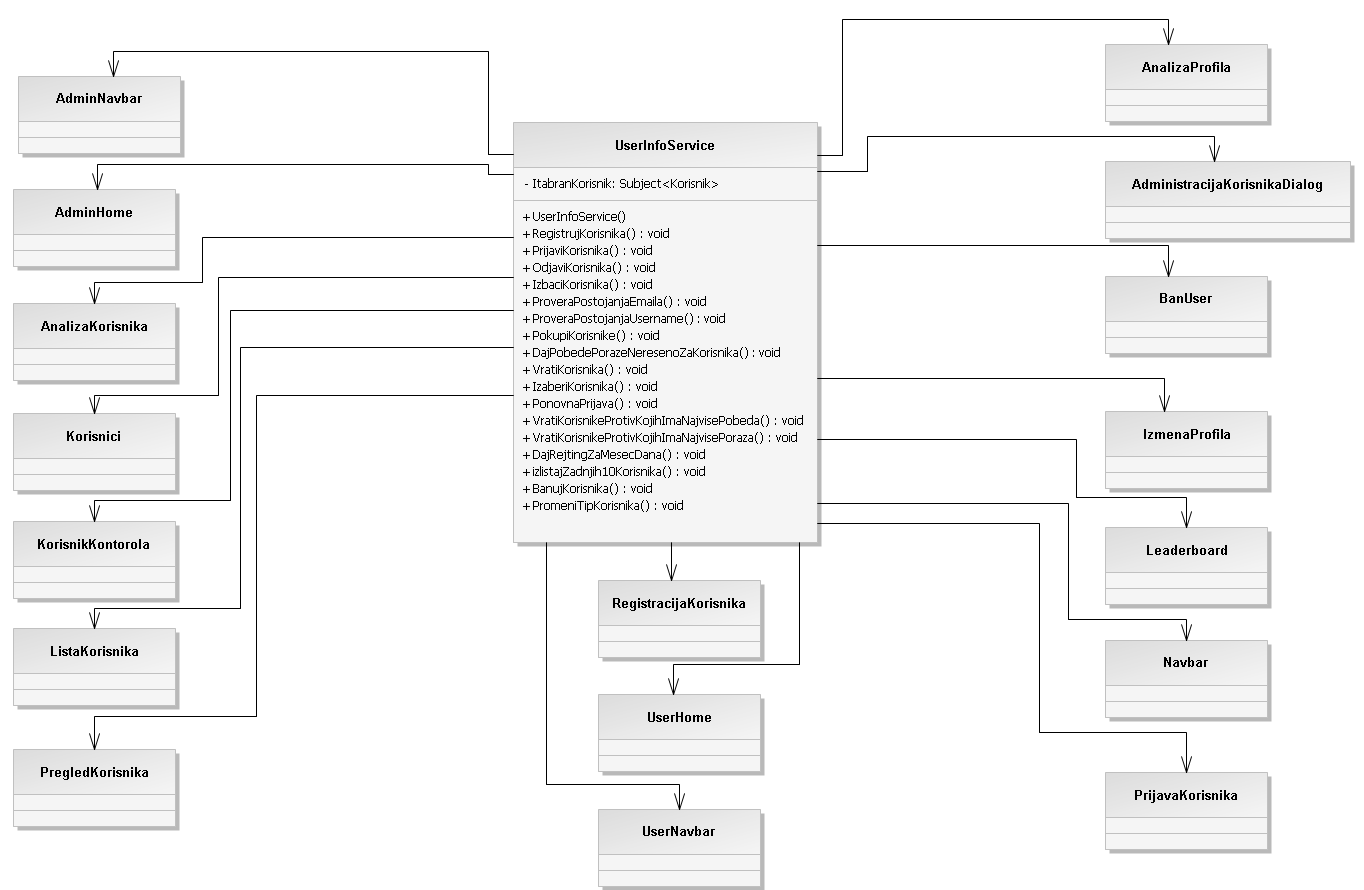 AdminNavbar
AdminHome
AnalizaKorisnika
Korisnici
KorisnikKontorola
ListaKorisnika
PregledKorisnika
UserInfoService
- ItabranKorisnik: Subject<Korisnik>
+ UserInfoService()
+ RegistrujKorisnika() : void
+ PrijaviKorisnika() : void
+ OdjaviKorisnika() : void
+ IzbaciKorisnika() : void
+ ProveraPostojanjaEmaila() : void
+ ProveraPostojanjaUsername() : void
+ PokupiKorisnike() : void
+ DajPobedePorazeNeresenoZaKorisnika() : void
+ VratiKorisnika() : void
+ IzaberiKorisnika() : void
+ PonovnaPrijava() : void
+ VratiKorisnikeProtivKojihImaNajvisePobeda() : void
+ VratiKorisnikeProtivKojihImaNajvisePoraza() : void
+ DajRejtingZaMesecDana() : void
+ izlistajZadnjih10Korisnika() : void
+ BanujKorisnika() : void
+ PromeniTipKorisnika() : void
RegistracijaKorisnika
UserHome
UserNavbar
AnalizaProfila
AdministracijaKorisnikaDialog
BanUser
IzmenaProfila
Leaderboard
Navbar
PrijavaKorisnika